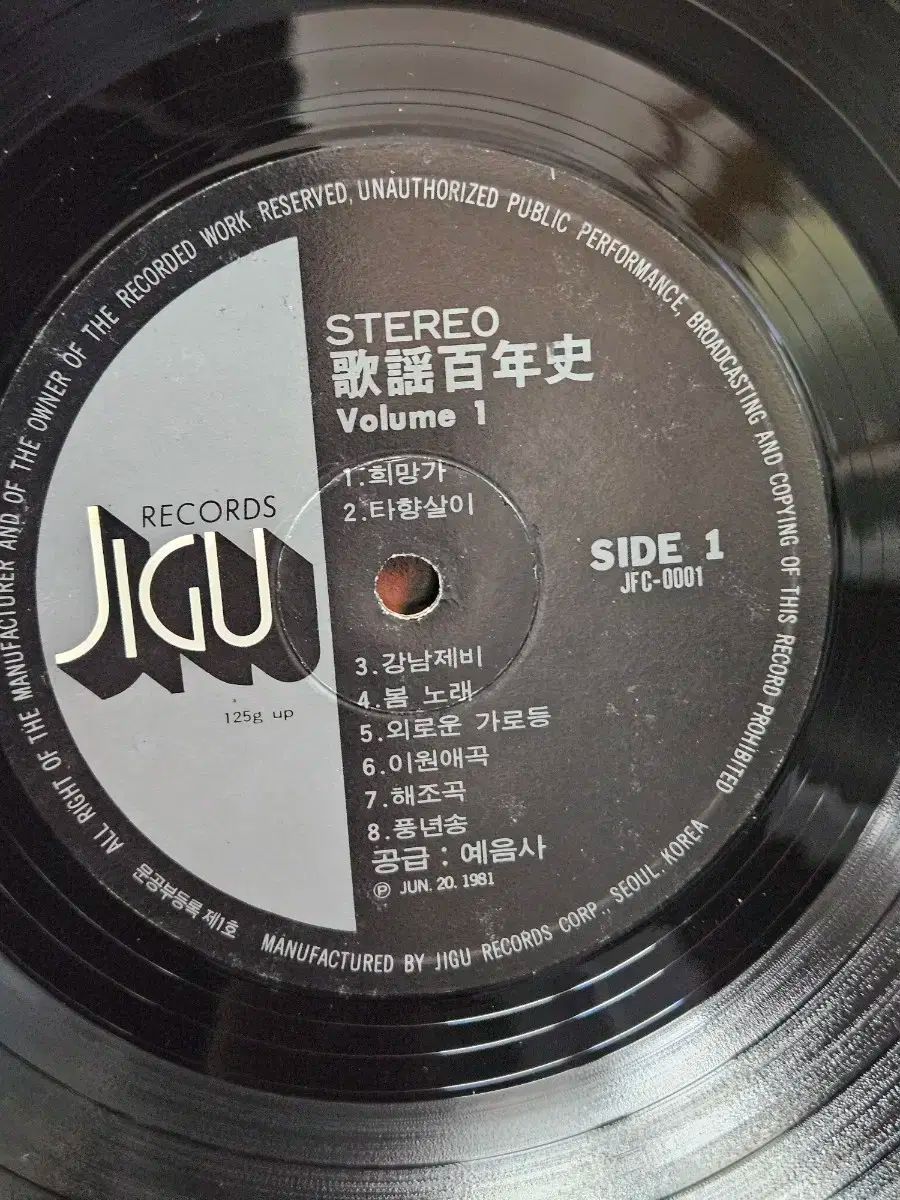 ALL RIGHT OF THE MANUFACTURER AND OF THE OWNER OF THE RECORDED WORK RESERVED, UNAUTHORIZED PUBLIC PERFORMANCE, BROADCASTING AND COPYING OF THIS RECORD PROHIBITED
STEREO
歌謠百年史
Volume 1
1.희망가
2.타향살이
RECORDS
JIGU
SIDE 1
JFC-0001
3.강남제비
4.봄 노래
125g up
5.외로운 가로등
6.이원애곡
7.해조곡
8.풍년송
공급 : 예음사
Ⓟ JUN. 20. 1981
문공부등록 제1호
MANUFACTURED BY JIGU RECORDS CORP., SEOUL, KOREA